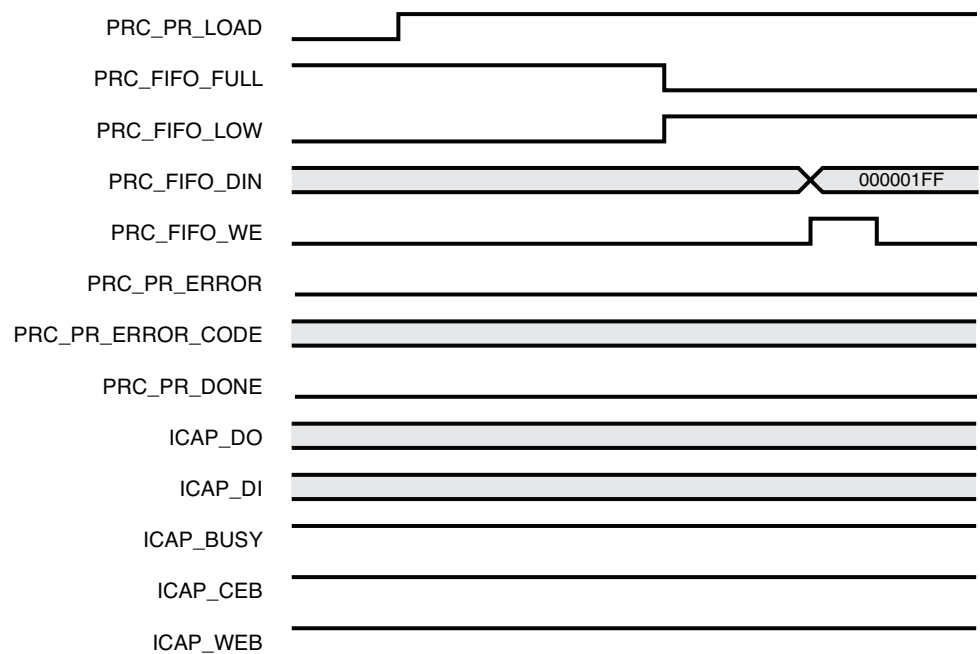 PRC_PR_LOAD
PRC_FIFO_FULL
PRC_FIFO_LOW
PRC_FIFO_DIN 000001FF
PRC_FIFO_WE
PRC_PR_ERROR
PRC_PR_ERROR_CODE
PRC_PR_DONE
ICAP_DO
ICAP_DI
ICAP_BUSY
ICAP_CEB
ICAP_WEB